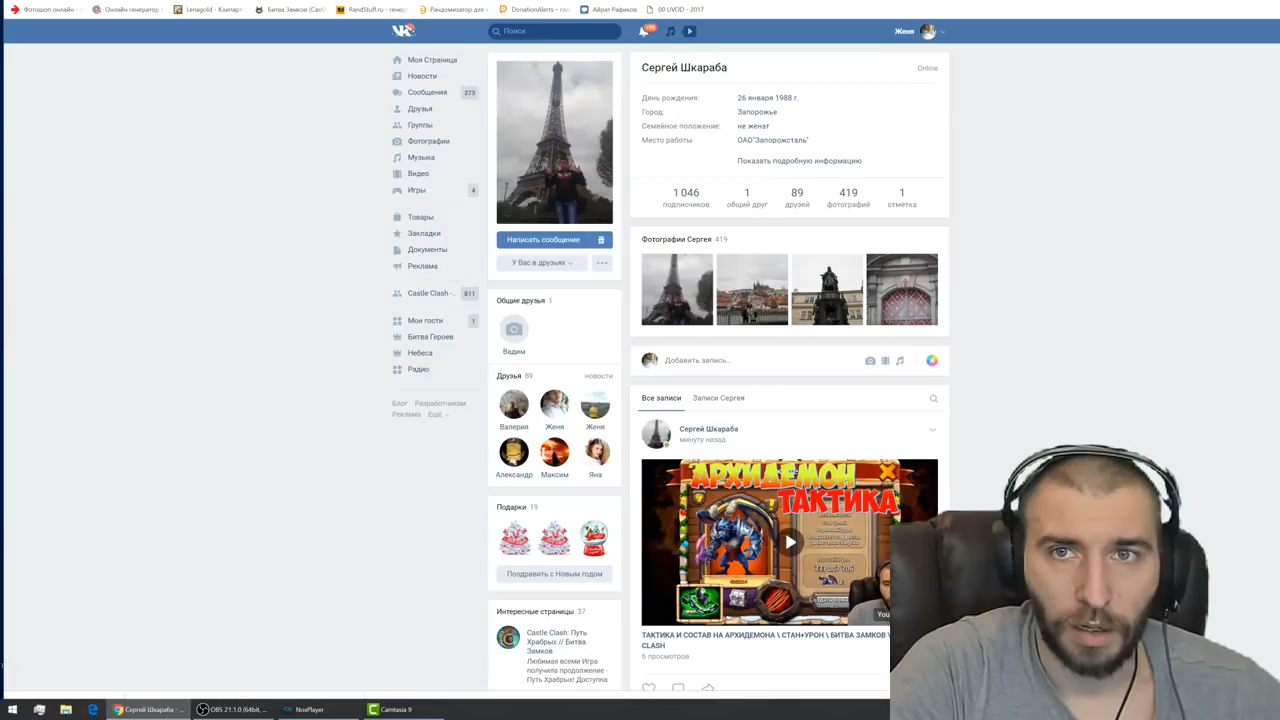 Фотошоп онлайн -
Онлайн генератор
Lenagold - Клипарт
Битва Замков (Castl
RandStuff.ru - генер
Рандомизатор для
DonationAlerts –
Айрат Рафиков
00 UVOD - 2017
Поиск
Женя
Моя Страница
Новости
Сообщения 373
Друзья
Группы
Фотографии
Музыка
Видео
Игры 4
Товары
Закладки
Документы
Реклама
Castle Clash -.. 811
Мои гости 1
Битва Героев
Небеса
Радио
Блог Разработчикам
Реклама Ещё
Написать сообщение
У Вас в друзьях
Общие друзья 1
Вадим
Друзья 89 новости
Валерия Женя Женя
Александр Максим Яна
Подарки 19
Поздравить с Новым годом
Интересные страницы 37
Castle Clash: Путь
Храбрых // Битва
Замков
Любимая всеми Игра
получила продолжение -
Путь Храбрых! Доступна
Сергей Шкараба Online
День рождения: 26 января 1988 г.
Город: Запорожье
Семейное положение: не женат
Место работы: ОАО"Запорожсталь"
Показать подробную информацию
1 046 1 89 419 1
подписчиков общий друг друзей фотографий отметка
Фотографии Сергея 419
Добавить запись...
Все записи Записи Сергея
Сергей Шкараба
минуту назад
АРХИДЕМОН
ТАКТИКА
733 067 706
You
ТАКТИКА И СОСТАВ НА АРХИДЕМОНА \ СТАН+УРОН \ БИТВА ЗАМКОВ \
CLASH
6 просмотров
Сергей Шкараба - ...
OBS 21.1.0 (64bit, ...
NoxPlayer
Camtasia 9